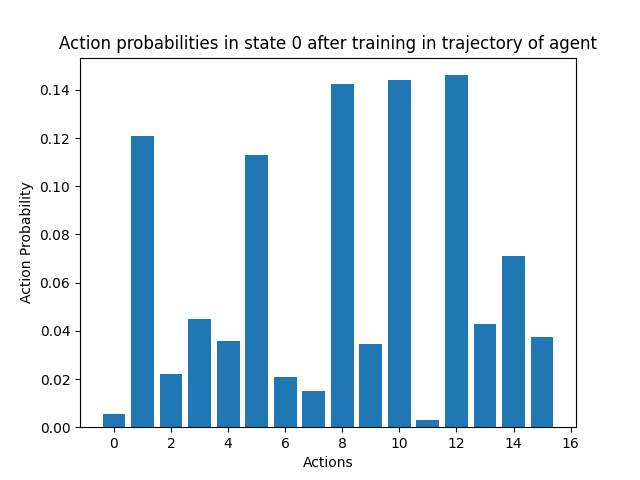 Action probabilities in state 0 after training in trajectory of agent
0.14
0.12
0.10
0.08
0.06
0.04
0.02
0.00
Action Probability
0 2 4 6 8 10 12 14 16
Actions